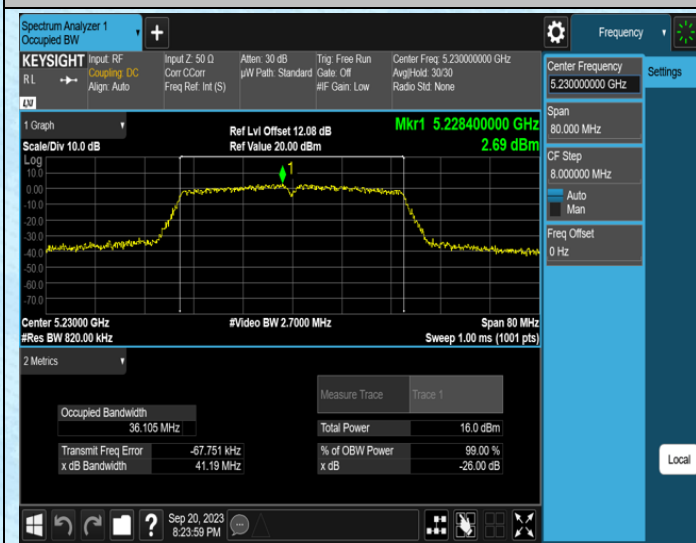 Spectrum Analyzer 1
Occupied BW
Frequency
KEYSIGHT
RL
Input: RF
Coupling: DC
Align: Auto
Input Z: 50 Ω
Corr CCorr
Freq Ref: Int (S)
Atten: 30 dB
µW Path: Standard
Trig: Free Run
Gate: Off
#IF Gain: Low
Center Freq: 5.230000000 GHz
Avg|Hold: 30/30
Radio Std: None
LXI
Center Frequency
5.230000000 GHz
Settings
Span
80.000 MHz
CF Step
8.000000 MHz
Auto
Man
Freq Offset
0 Hz
1 Graph
Scale/Div 10.0 dB
Ref Lvl Offset 12.08 dB
Ref Value 20.00 dBm
Mkr1 5.228400000 GHz
2.69 dBm
Log
10.0
0.00
-10.0
-20.0
-30.0
-40.0
-50.0
-60.0
-70.0
1
Center 5.23000 GHz
#Res BW 820.00 kHz
#Video BW 2.7000 MHz
Span 80 MHz
Sweep 1.00 ms (1001 pts)
2 Metrics
Measure Trace
Trace 1
Occupied Bandwidth
36.105 MHz
Total Power
16.0 dBm
Transmit Freq Error
-67.751 kHz
% of OBW Power
99.00 %
x dB Bandwidth
41.19 MHz
x dB
-26.00 dB
Local
?
Sep 20, 2023
8:23:59 PM